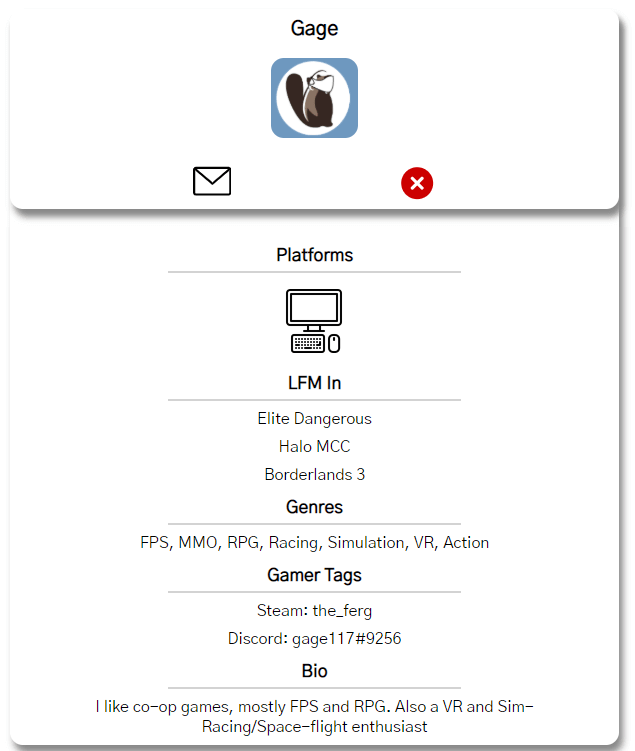 Gage
Platforms
LFM In
Elite Dangerous
Halo MCC
Borderlands 3
Genres
FPS, MMO, RPG, Racing, Simulation, VR, Action
Gamer Tags
Steam: the_ferg
Discord: gage117#9256
Bio
I like co-op games, mostly FPS and RPG. Also a VR and Sim-
Racing/Space-flight enthusiast